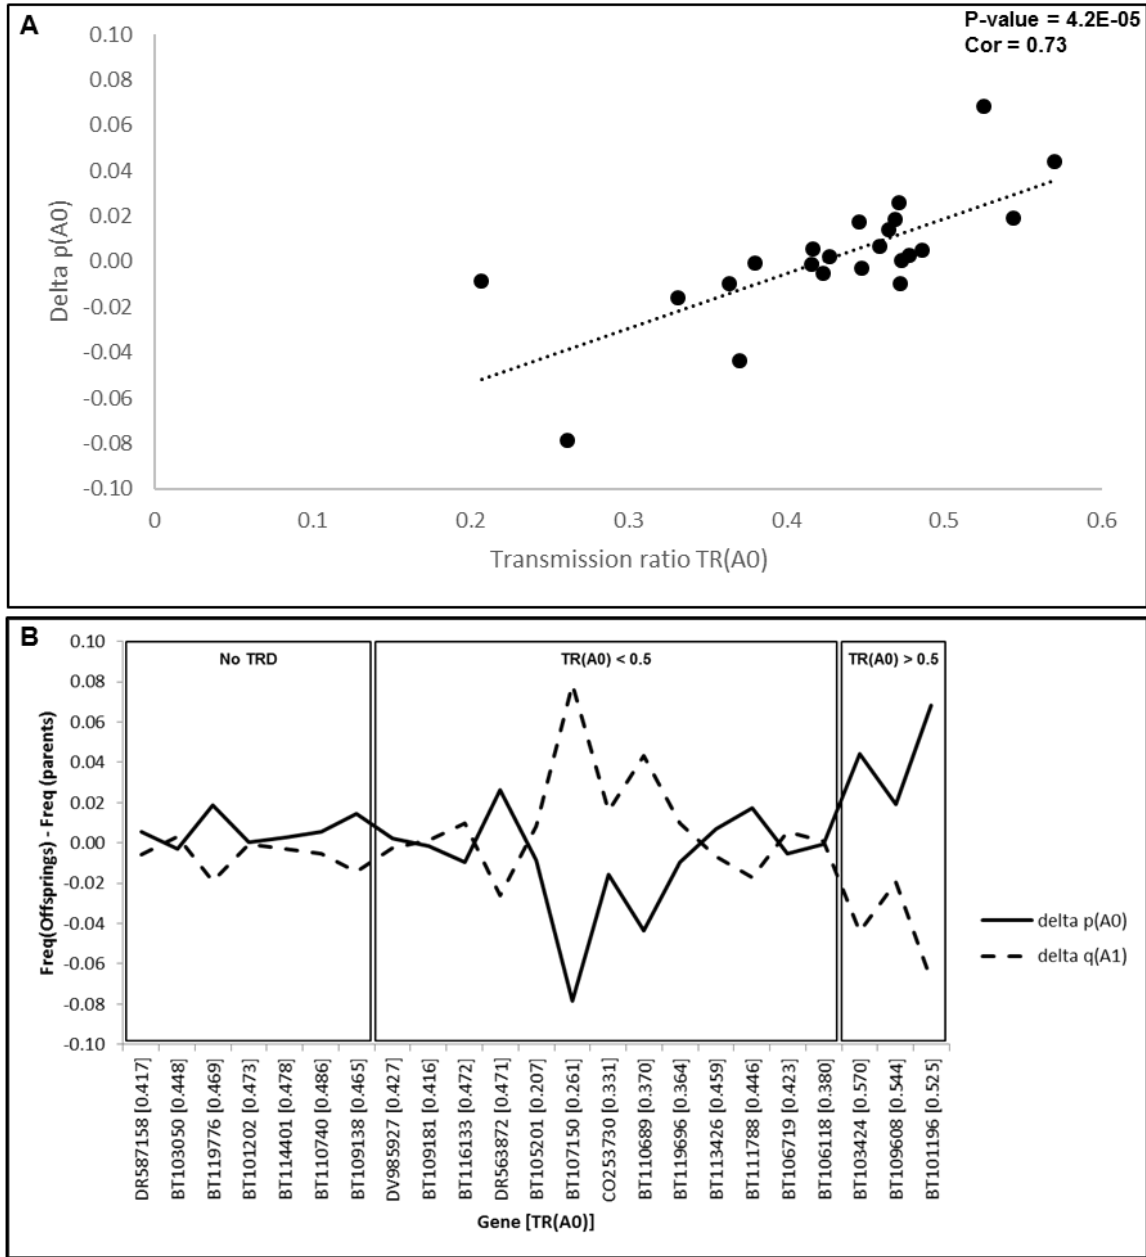 A
P-value = 4.2E-05
Cor = 0.73
0.10
0.08
0.06
0.04
0.02
0.00
-0.02
-0.04
-0.06
-0.08
-0.10
Delta p(A0)
0 0.1 0.2 0.3 0.4 0.5 0.6
Transmission ratio TR(A0)
B
No TRD TR(A0) < 0.5 TR(A0) > 0.5
0.10
0.08
0.06
0.04
0.02
0.00
-0.02
-0.04
-0.06
-0.08
-0.10
Freq(Offsprings) - Freq (parents)
delta p(A0)
delta q(A1)
DR587158 [0.417]
BT103050 [0.448]
BT119776 [0.469]
BT101202 [0.473]
BT114401 [0.478]
BT110740 [0.486]
BT109138 [0.465]
DV985927 [0.427]
BT109181 [0.416]
BT116133 [0.472]
DR563872 [0.471]
BT105201 [0.207]
BT107150 [0.261]
CO253730 [0.331]
BT110689 [0.370]
BT119696 [0.364]
BT113426 [0.459]
BT111788 [0.446]
BT106719 [0.423]
BT106118 [0.380]
BT103424 [0.570]
BT109608 [0.544]
BT101196 [0.525]
Gene [TR(A0)]